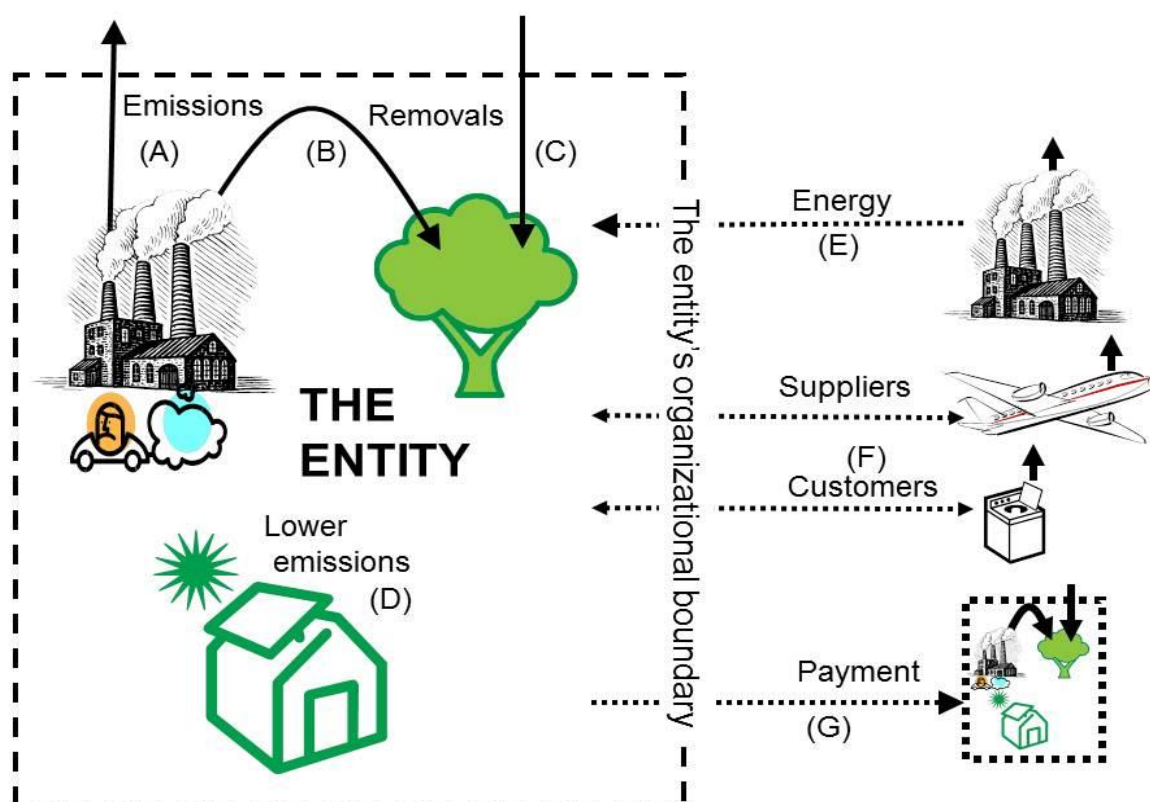 Emissions
(A)
(B)
Removals
(C)
THE
ENTITY
Lower
emissions
(D)
The entity's organizational boundary
Energy
(E)
Suppliers
(F)
Customers
Payment
(G)